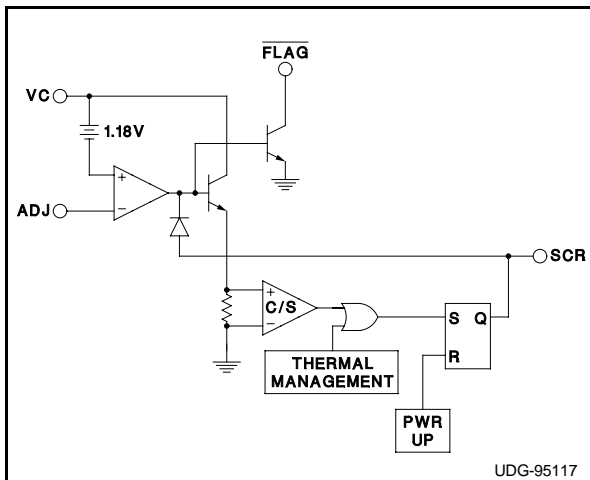 FLAG
VC
1.18V
+
ADJ
−
SCR
+
C/S
−
S Q
R
THERMAL
MANAGEMENT
PWR
UP
UDG-95117